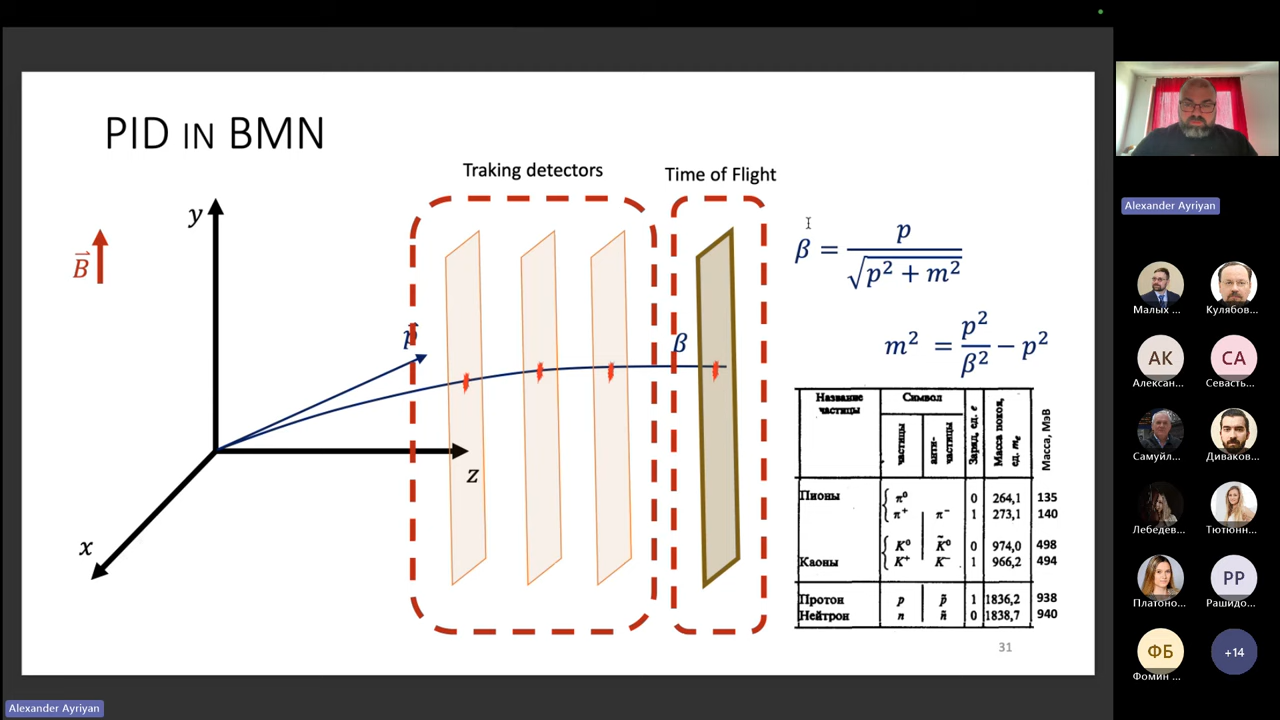 PID IN BMN
Traking detectors
Time of Flight
y
B
p
β
z
x
β = p / √p² + m²
m² = p² / β² − p²
Название частицы
Символ
частицы
анти-частицы
Заряд, ед. e
Масса покоя, ед. mₑ
Масса, МэВ
Пионы
π⁰ 0 264,1 135
π⁺ π⁻ 1 273,1 140
K⁰ K̃⁰ 0 974,0 498
Каоны K⁺ K⁻ 1 966,2 494
Протон p p̃ 1 1836,2 938
Нейтрон n ñ 0 1838,7 940
31
Alexander Ayriyan
Alexander Ayriyan
Малых ...
Кулябов...
АК
Алексан...
СА
Севасть...
Самуйл...
Диваков...
Лебедев...
Тютюнн...
Платоно...
РР
Рашидо...
ФБ
Фомин ...
+14